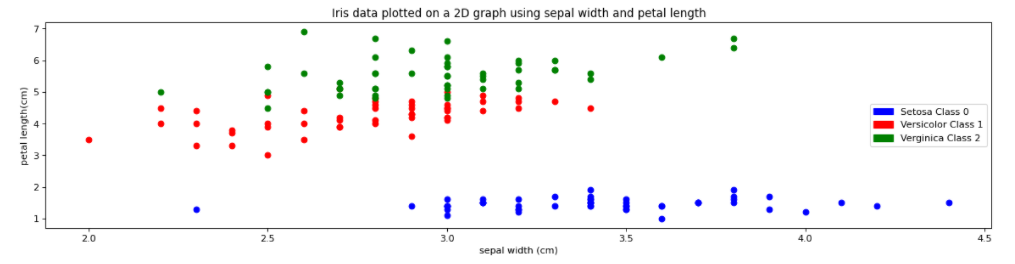 Iris data plotted on a 2D graph using sepal width and petal length
7
6
5
4
3
2
1
petal length(cm)
Setosa Class 0
Versicolor Class 1
Verginica Class 2
2.0 2.5 3.0 3.5 4.0 4.5
sepal width (cm)